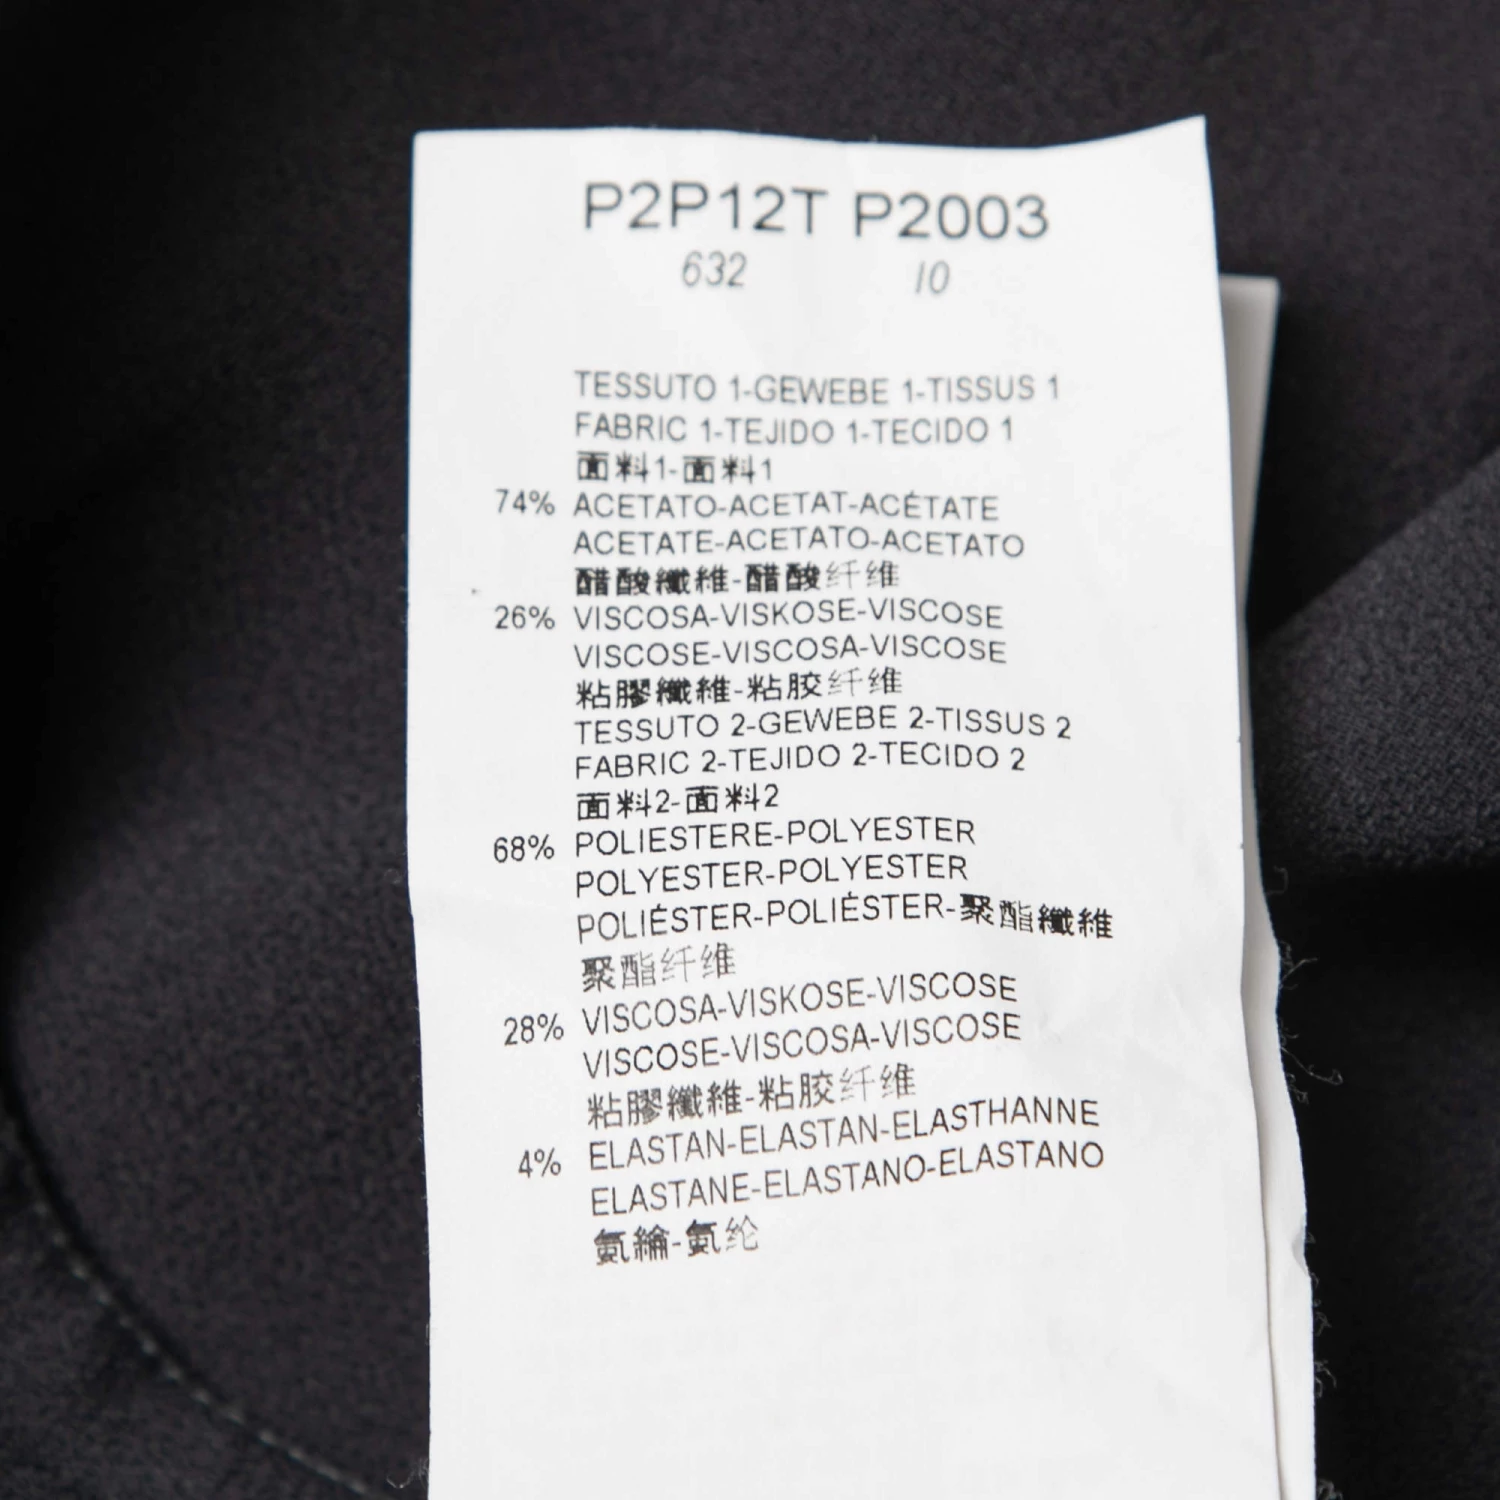 P2P12T P2003
632 10
TESSUTO 1-GEWEBE 1-TISSUS 1
FABRIC 1-TEJIDO 1-TECIDO 1
面料1-面料1
74% ACETATO-ACETAT-ACÉTATE
ACETATE-ACETATO-ACETATO
醋酸纖維-醋酸纤维
26% VISCOSA-VISKOSE-VISCOSE
VISCOSE-VISCOSA-VISCOSE
粘膠纖維-粘胶纤维
TESSUTO 2-GEWEBE 2-TISSUS 2
FABRIC 2-TEJIDO 2-TECIDO 2
面料2-面料2
68% POLIESTERE-POLYESTER
POLYESTER-POLYESTER
POLIÉSTER-POLIÉSTER-聚酯纖維
聚酯纤维
28% VISCOSA-VISKOSE-VISCOSE
VISCOSE-VISCOSA-VISCOSE
粘膠纖維-粘胶纤维
4% ELASTAN-ELASTAN-ELASTHANNE
ELASTANE-ELASTANO-ELASTANO
氨綸-氨纶